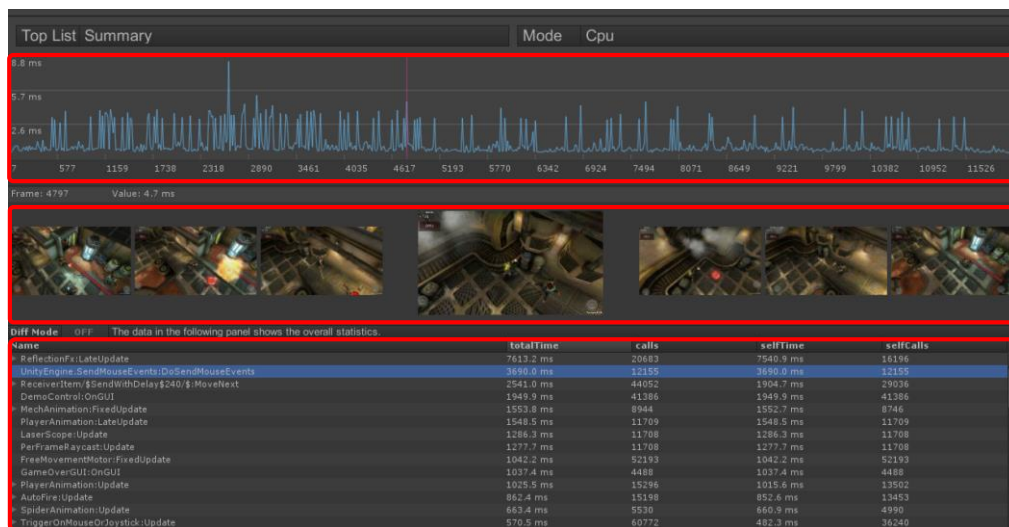 Top List Summary Mode Cpu
8.8 ms
5.7 ms
2.6 ms
7 577 1159 1738 2318 2890 3461 4035 4617 5193 5770 6342 6924 7494 8071 8649 9221 9799 10382 10952 11526
Frame: 4797 Value: 4.7 ms
Diff Mode OFF The data in the following panel shows the overall statistics.
Name totalTime calls selfTime selfCalls
ReflectionFx:LateUpdate 7613.2 ms 20683 7540.9 ms 16196
UnityEngine.SendMouseEvents:DoSendMouseEvents 3690.0 ms 12155 3690.0 ms 12155
ReceiverItem/$SendWithDelay$240/$:MoveNext 2541.0 ms 44052 1904.7 ms 29036
DemoControl:OnGUI 1949.9 ms 41386 1949.9 ms 41386
MechAnimation:FixedUpdate 1553.8 ms 8944 1552.7 ms 8746
PlayerAnimation:LateUpdate 1548.5 ms 11709 1548.5 ms 11709
LaserScope:Update 1286.3 ms 11708 1286.3 ms 11708
PerFrameRaycast:Update 1277.7 ms 11708 1277.7 ms 11708
FreeMovementMotor:FixedUpdate 1042.2 ms 52193 1042.2 ms 52193
GameOverGUI:OnGUI 1037.4 ms 4488 1037.4 ms 4488
PlayerAnimation:Update 1025.5 ms 15296 1015.6 ms 13502
AutoFire:Update 862.4 ms 15198 852.6 ms 13453
SpiderAnimation:Update 663.4 ms 5530 660.9 ms 4990
TriggerOnMouseOrJoystick:Update 570.5 ms 60772 482.3 ms 36240